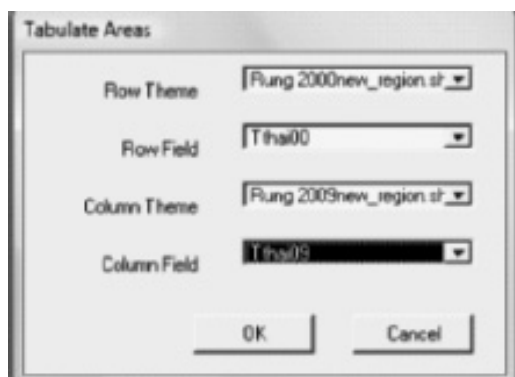 Tabulate Areas
Row Theme Rung 2000new_region.sh
Row Field Tthai00
Column Theme Rung 2009new_region.sh
Column Field Tthai09
OK Cancel